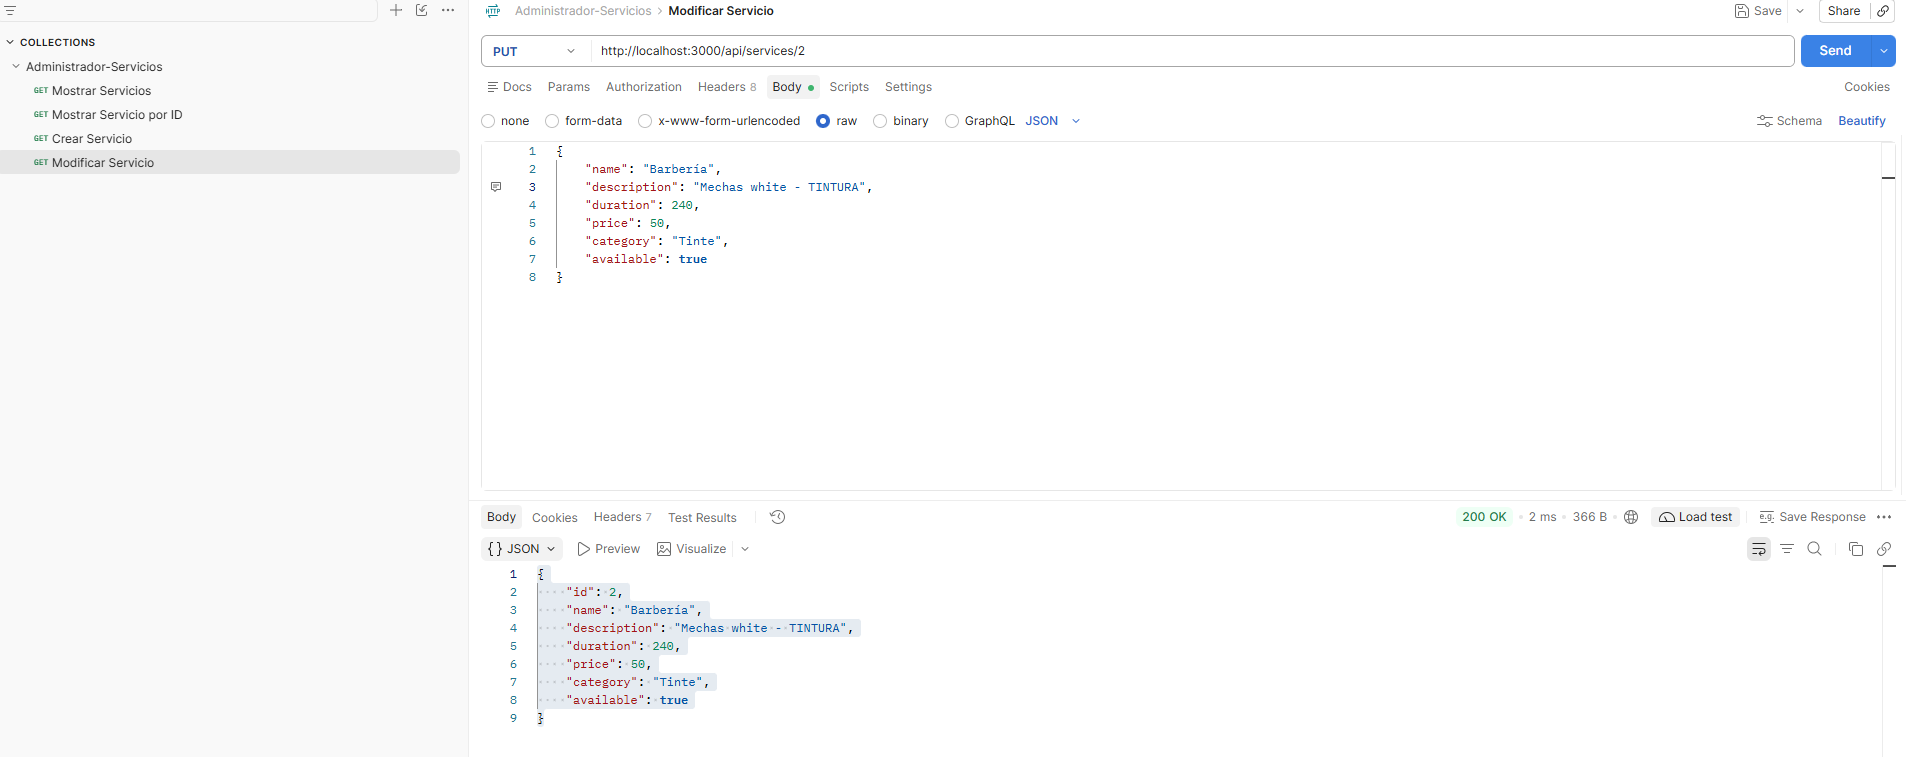 Administrador-Servicios > Modificar Servicio
Save
Share
COLLECTIONS
Administrador-Servicios
GET Mostrar Servicios
GET Mostrar Servicio por ID
GET Crear Servicio
GET Modificar Servicio
HTTP
PUT
http://localhost:3000/api/services/2
Send
Docs Params Authorization Headers 8 Body Scripts Settings
Cookies
none form-data x-www-form-urlencoded raw binary GraphQL JSON
Schema Beautify
1 {
2 "name": "Barbería",
3 "description": "Mechas white - TINTURA",
4 "duration": 240,
5 "price": 50,
6 "category": "Tinte",
7 "available": true
8 }
Body Cookies Headers 7 Test Results
200 OK • 2 ms • 366 B
Load test
e.g. Save Response
{} JSON Preview Visualize
1 {
2 "id": 2,
3 "name": "Barbería",
4 "description": "Mechas white - TINTURA",
5 "duration": 240,
6 "price": 50,
7 "category": "Tinte",
8 "available": true
9 }